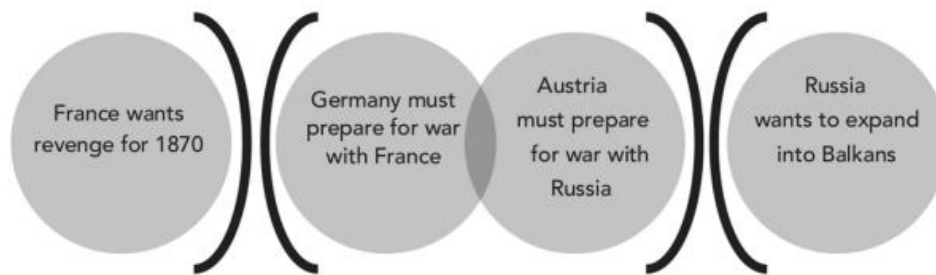 France wants
revenge for 1870
Germany must
prepare for war
with France
Austria
must prepare
for war with
Russia
Russia
wants to expand
into Balkans